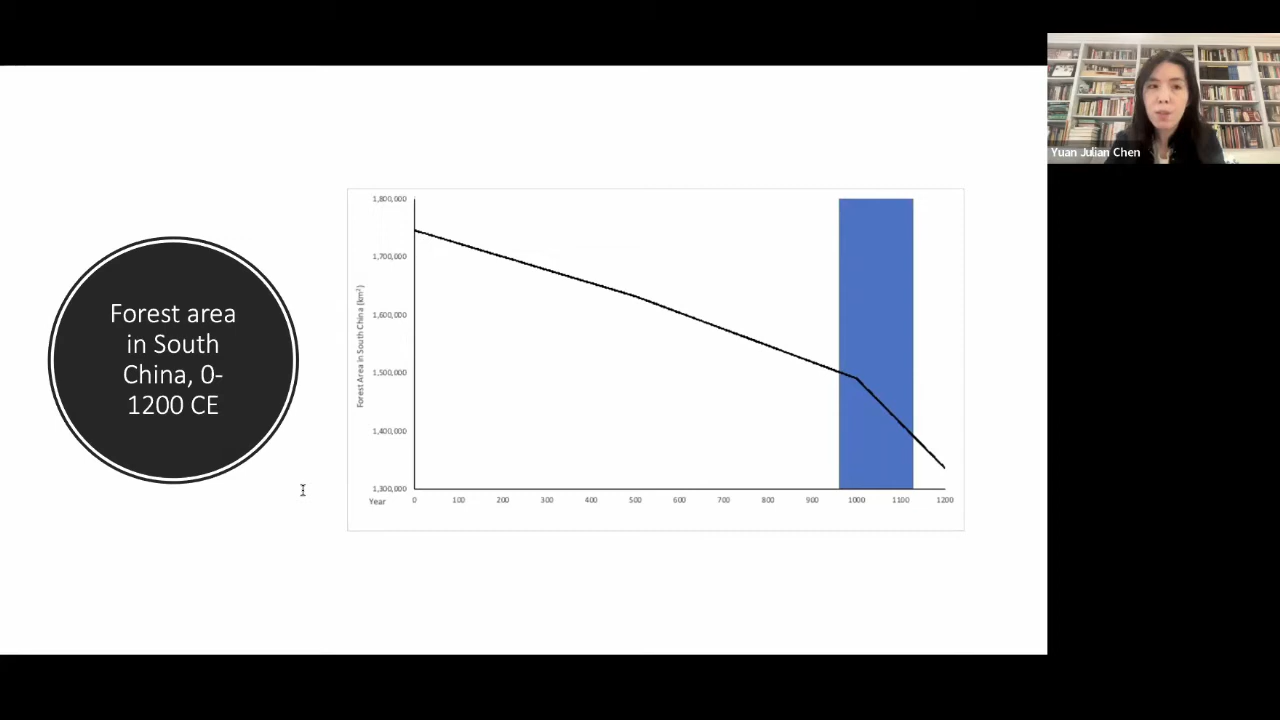 Yuan Julian Chen
Forest area
in South
China, 0-
1200 CE
Forest Area in South China (km²)
1,800,000
1,700,000
1,600,000
1,500,000
1,400,000
1,300,000
Year
0 100 200 300 400 500 600 700 800 900 1000 1100 1200